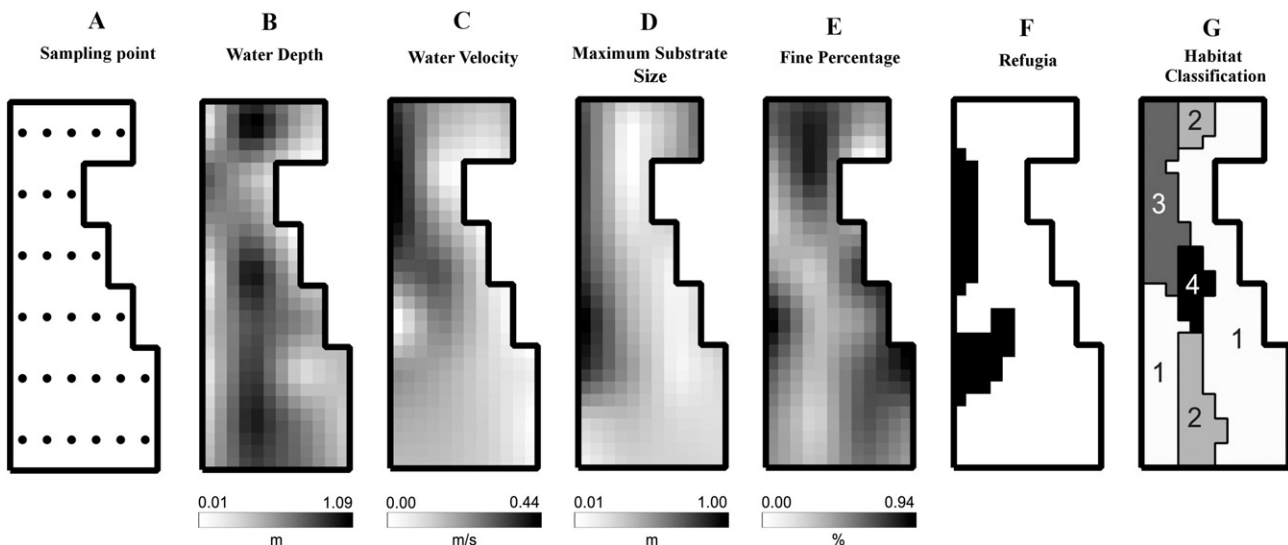 A
Sampling point
B
Water Depth
C
Water Velocity
D
Maximum Substrate
Size
E
Fine Percentage
F
Refugia
G
Habitat
Classification
2
3
4
1
1
2
0.01 1.09
m
0.00 0.44
m/s
0.01 1.00
m
0.00 0.94
%